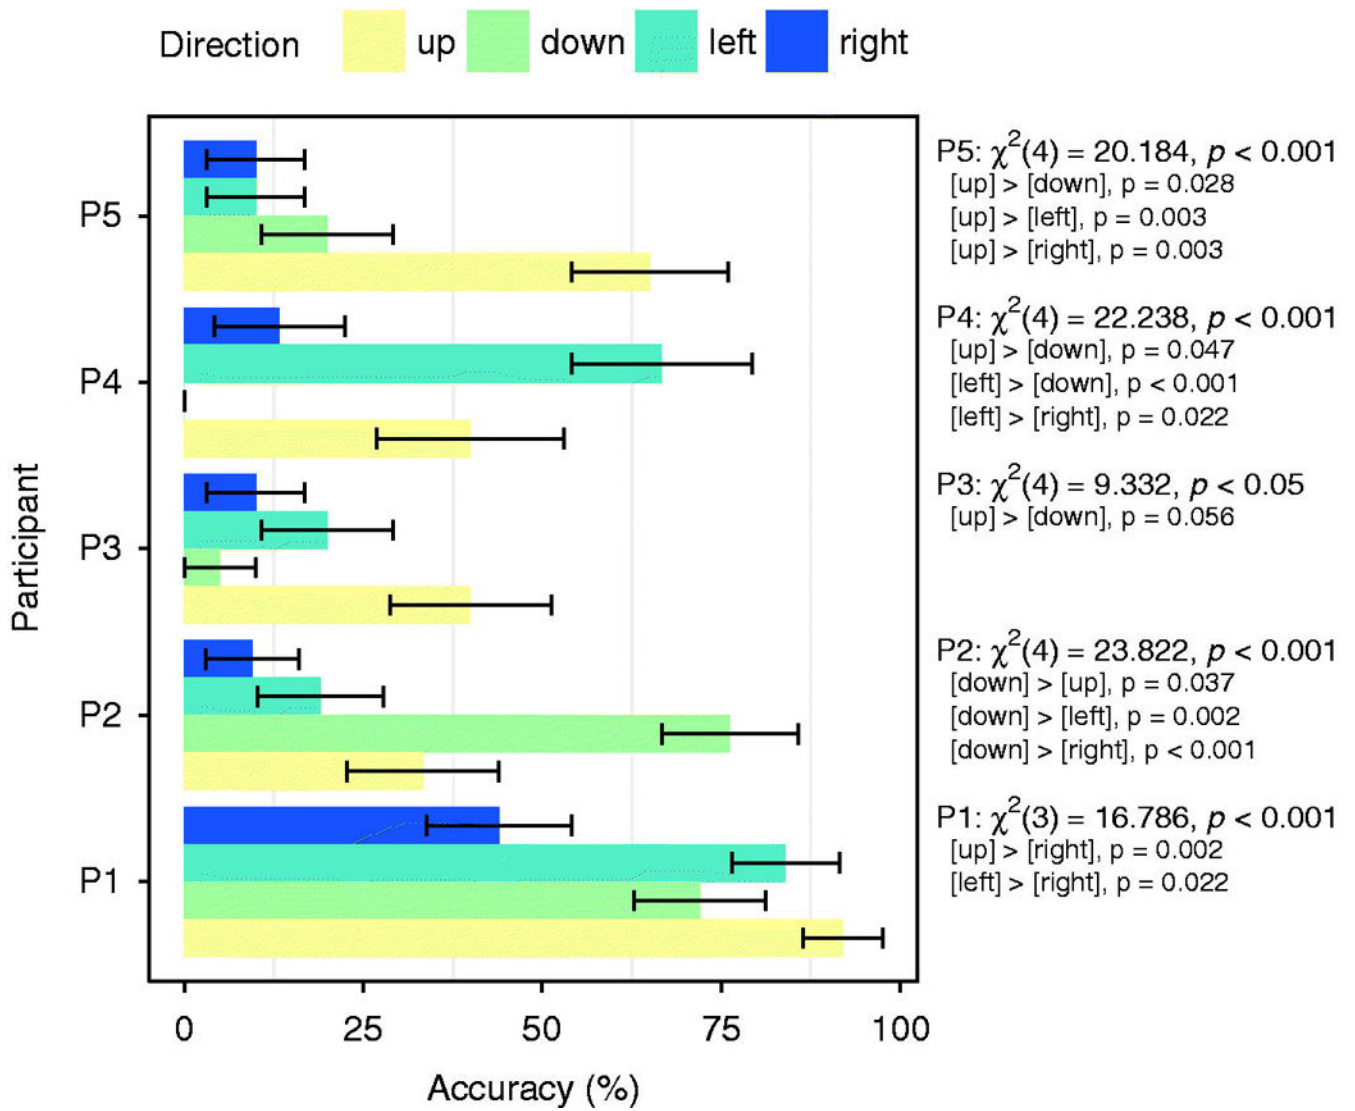 Direction up down left right
P5: χ²(4) = 20.184, p < 0.001
[up] > [down], p = 0.028
[up] > [left], p = 0.003
[up] > [right], p = 0.003
P4: χ²(4) = 22.238, p < 0.001
[up] > [down], p = 0.047
[left] > [down], p < 0.001
[left] > [right], p = 0.022
P3: χ²(4) = 9.332, p < 0.05
[up] > [down], p = 0.056
P2: χ²(4) = 23.822, p < 0.001
[down] > [up], p = 0.037
[down] > [left], p = 0.002
[down] > [right], p < 0.001
P1: χ²(3) = 16.786, p < 0.001
[up] > [right], p = 0.002
[left] > [right], p = 0.022
Participant
P5
P4
P3
P2
P1
0 25 50 75 100
Accuracy (%)